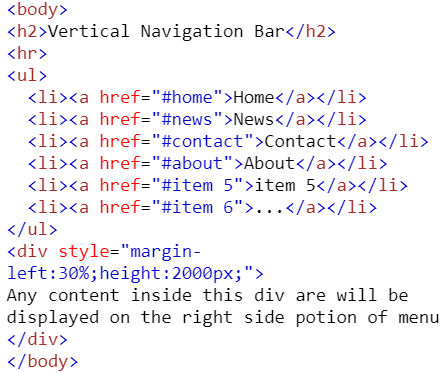 <body>
<h2>Vertical Navigation Bar</h2>
<hr>
<ul>
  <li><a href="#home">Home</a></li>
  <li><a href="#news">News</a></li>
  <li><a href="#contact">Contact</a></li>
  <li><a href="#about">About</a></li>
  <li><a href="#item 5">item 5</a></li>
  <li><a href="#item 6">...</a></li>
</ul>
<div style="margin-
left:30%;height:2000px;">
Any content inside this div are will be
displayed on the right side potion of menu
</div>
</body>